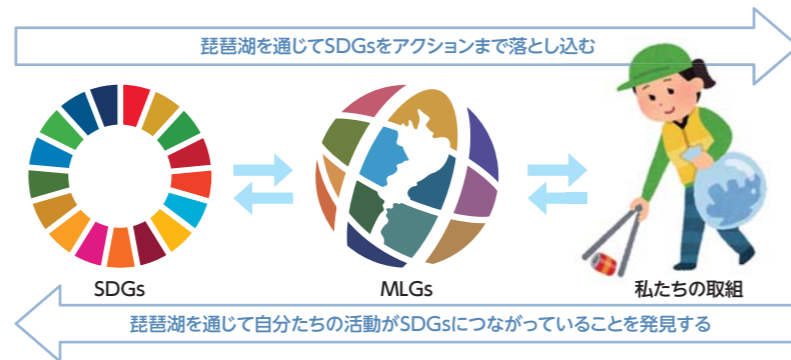 琵琶湖を通じてSDGsをアクションまで落とし込む
SDGs
MLGs
私たちの取組
琵琶湖を通じて自分たちの活動がSDGsにつながっていることを発見する